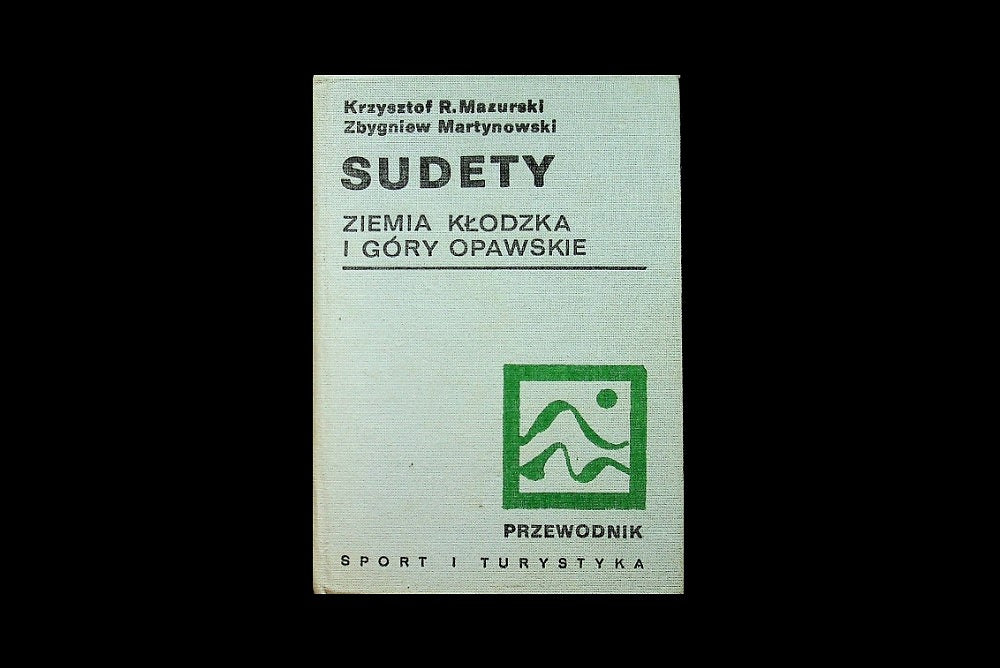 Krzysztof R. Mazurski
Zbygniew Martynowski
SUDETY
ZIEMIA KŁODZKA
I GÓRY OPAWSKIE
PRZEWODNIK
SPORT I TURYSTYKA